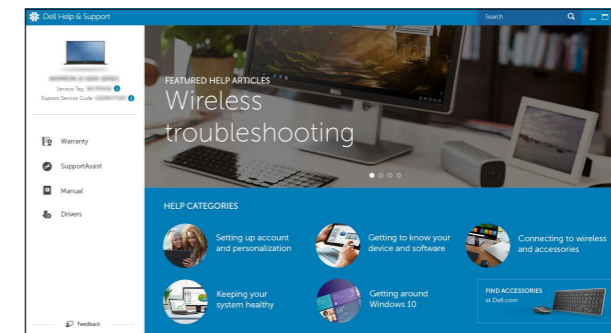 Dell Help & Support
Search
Service Tag
Express Service Code
Warranty
SupportAssist
Manual
Drivers
Feedback
FEATURED HELP ARTICLES
Wireless
troubleshooting
HELP CATEGORIES
Setting up account
and personalization
Getting to know your
device and software
Connecting to wireless
and accessories
Keeping your
system healthy
Getting around
Windows 10
FIND ACCESSORIES
at Dell.com